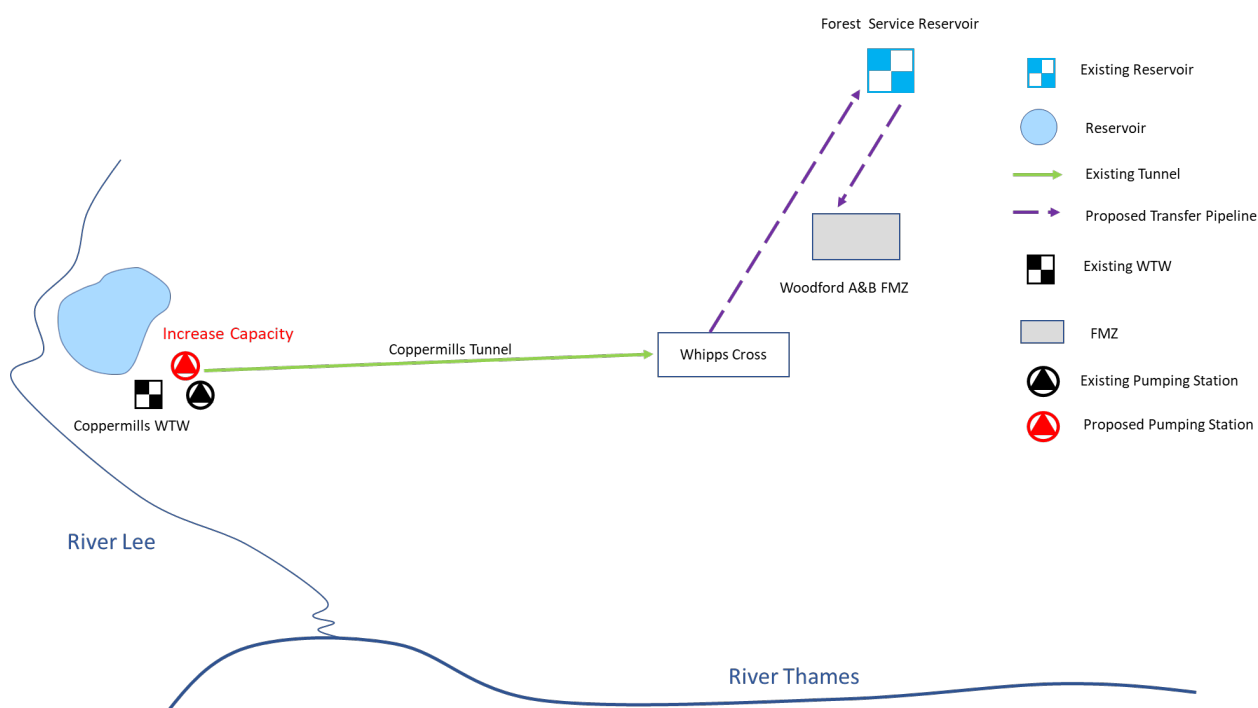 Forest Service Reservoir
Existing Reservoir
Reservoir
Existing Tunnel
Proposed Transfer Pipeline
Existing WTW
Woodford A&B FMZ
Increase Capacity
FMZ
Coppermills Tunnel
Whipps Cross
Existing Pumping Station
Coppermills WTW
Proposed Pumping Station
River Lee
River Thames